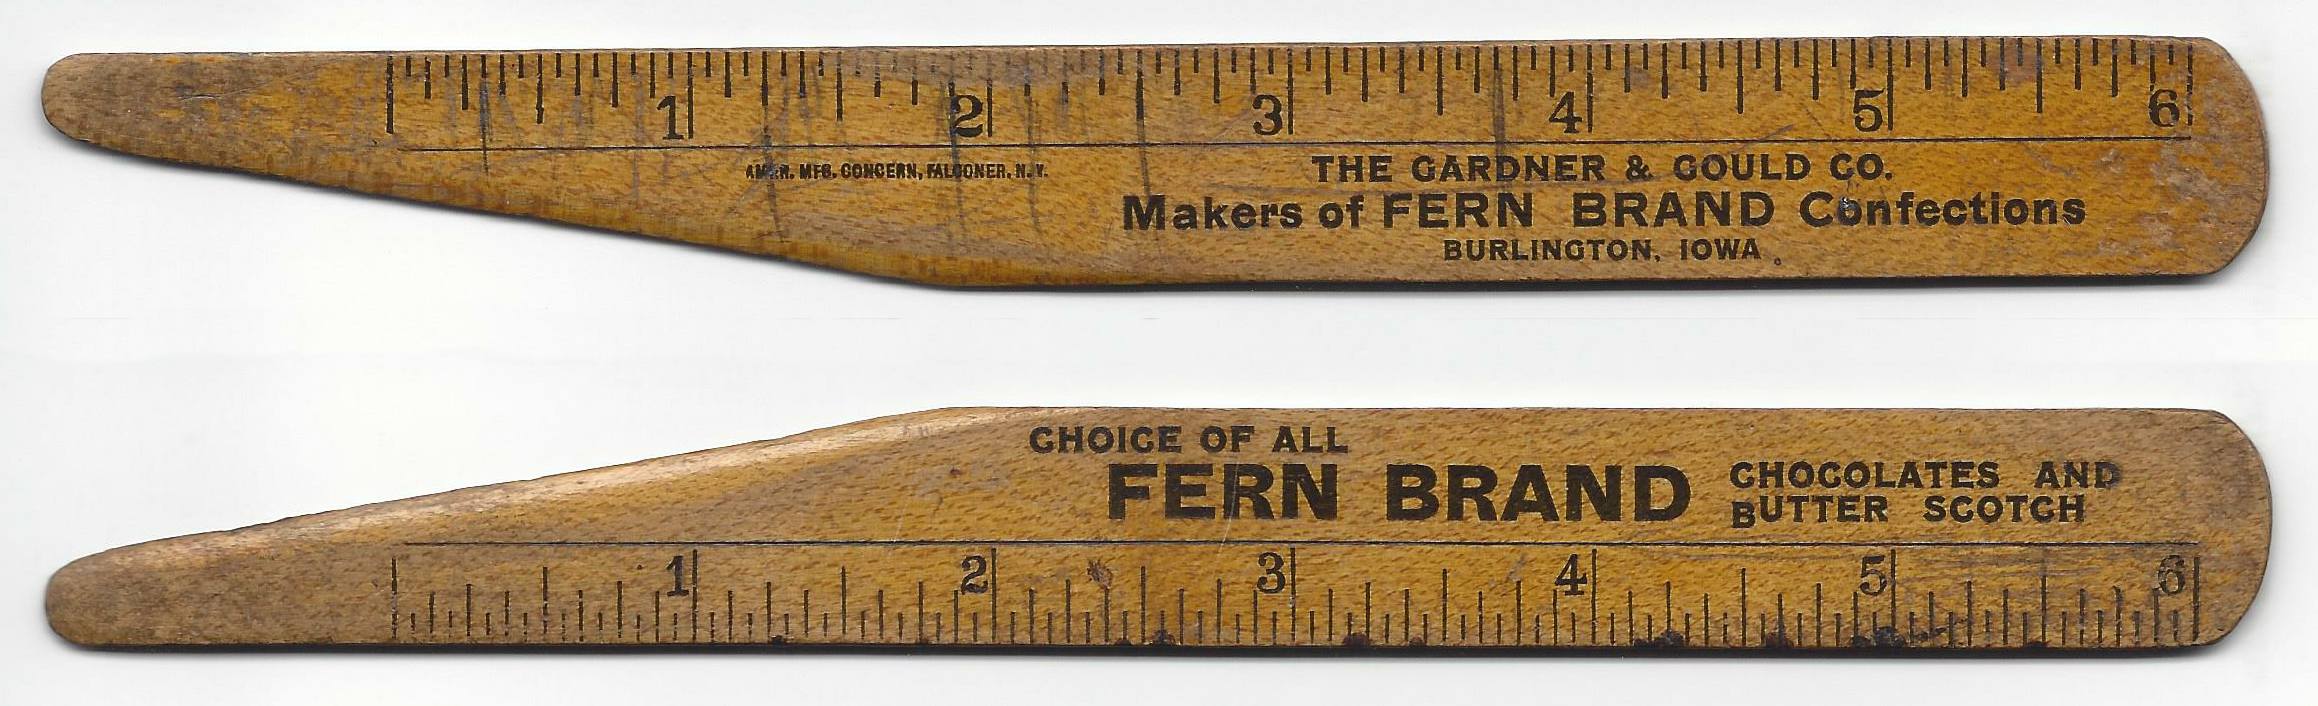 1 2 3 4 5 6
AMER. MFG. CONCERN, FALCONER, N.Y.
THE GARDNER & GOULD CO.
Makers of FERN BRAND Confections
BURLINGTON, IOWA.
CHOICE OF ALL
FERN BRAND
CHOCOLATES AND
BUTTER SCOTCH
1 2 3 4 5 6